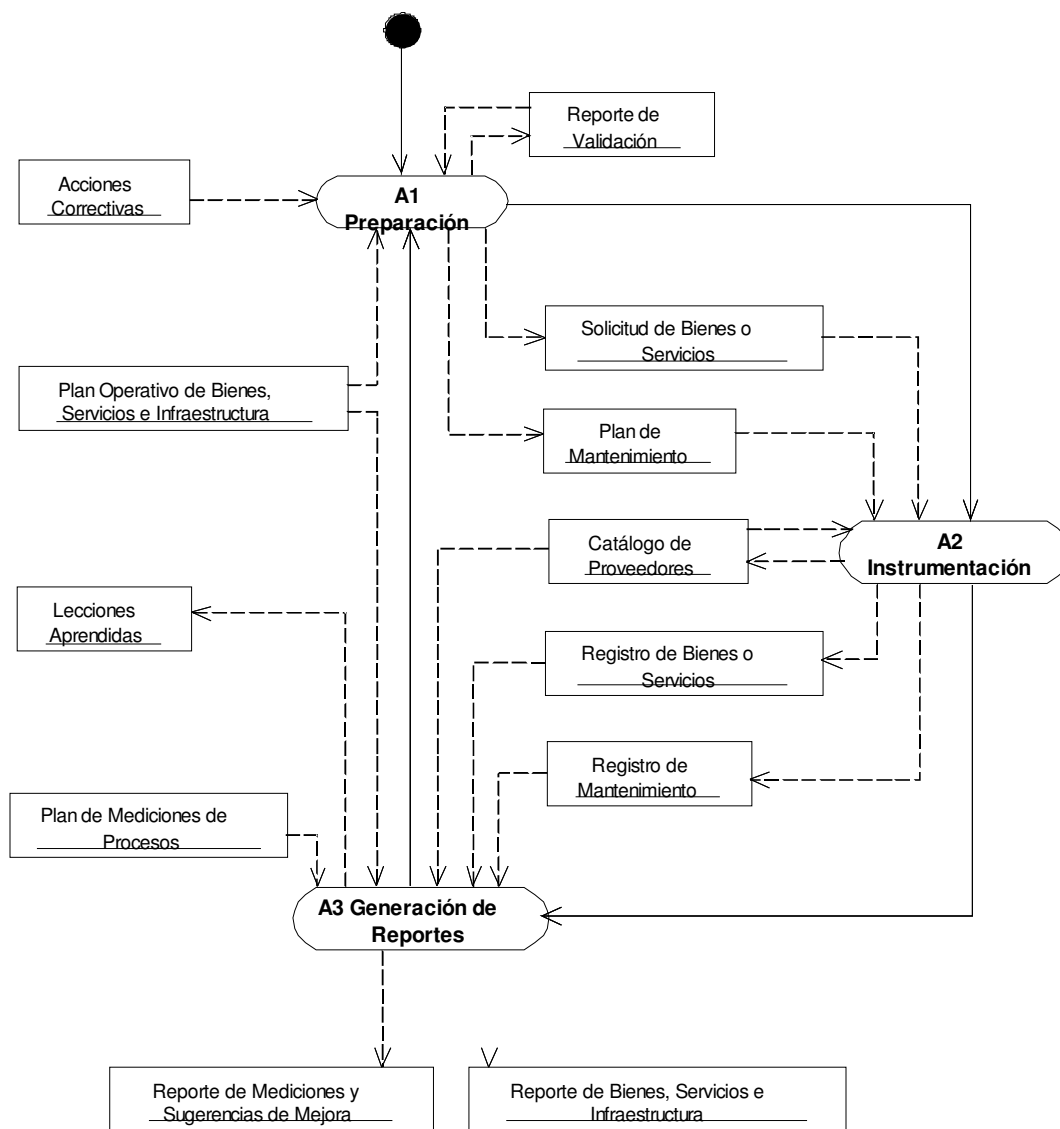 Reporte de
Validación
Acciones
Correctivas
A1
Preparación
Solicitud de Bienes o
Servicios
Plan Operativo de Bienes,
Servicios e Infraestructura
Plan de
Mantenimiento
Catálogo de
Proveedores
A2
Instrumentación
Lecciones
Aprendidas
Registro de Bienes o
Servicios
Registro de
Mantenimiento
Plan de Mediciones de
Procesos
A3 Generación de
Reportes
Reporte de Mediciones y
Sugerencias de Mejora
Reporte de Bienes, Servicios e
Infraestructura